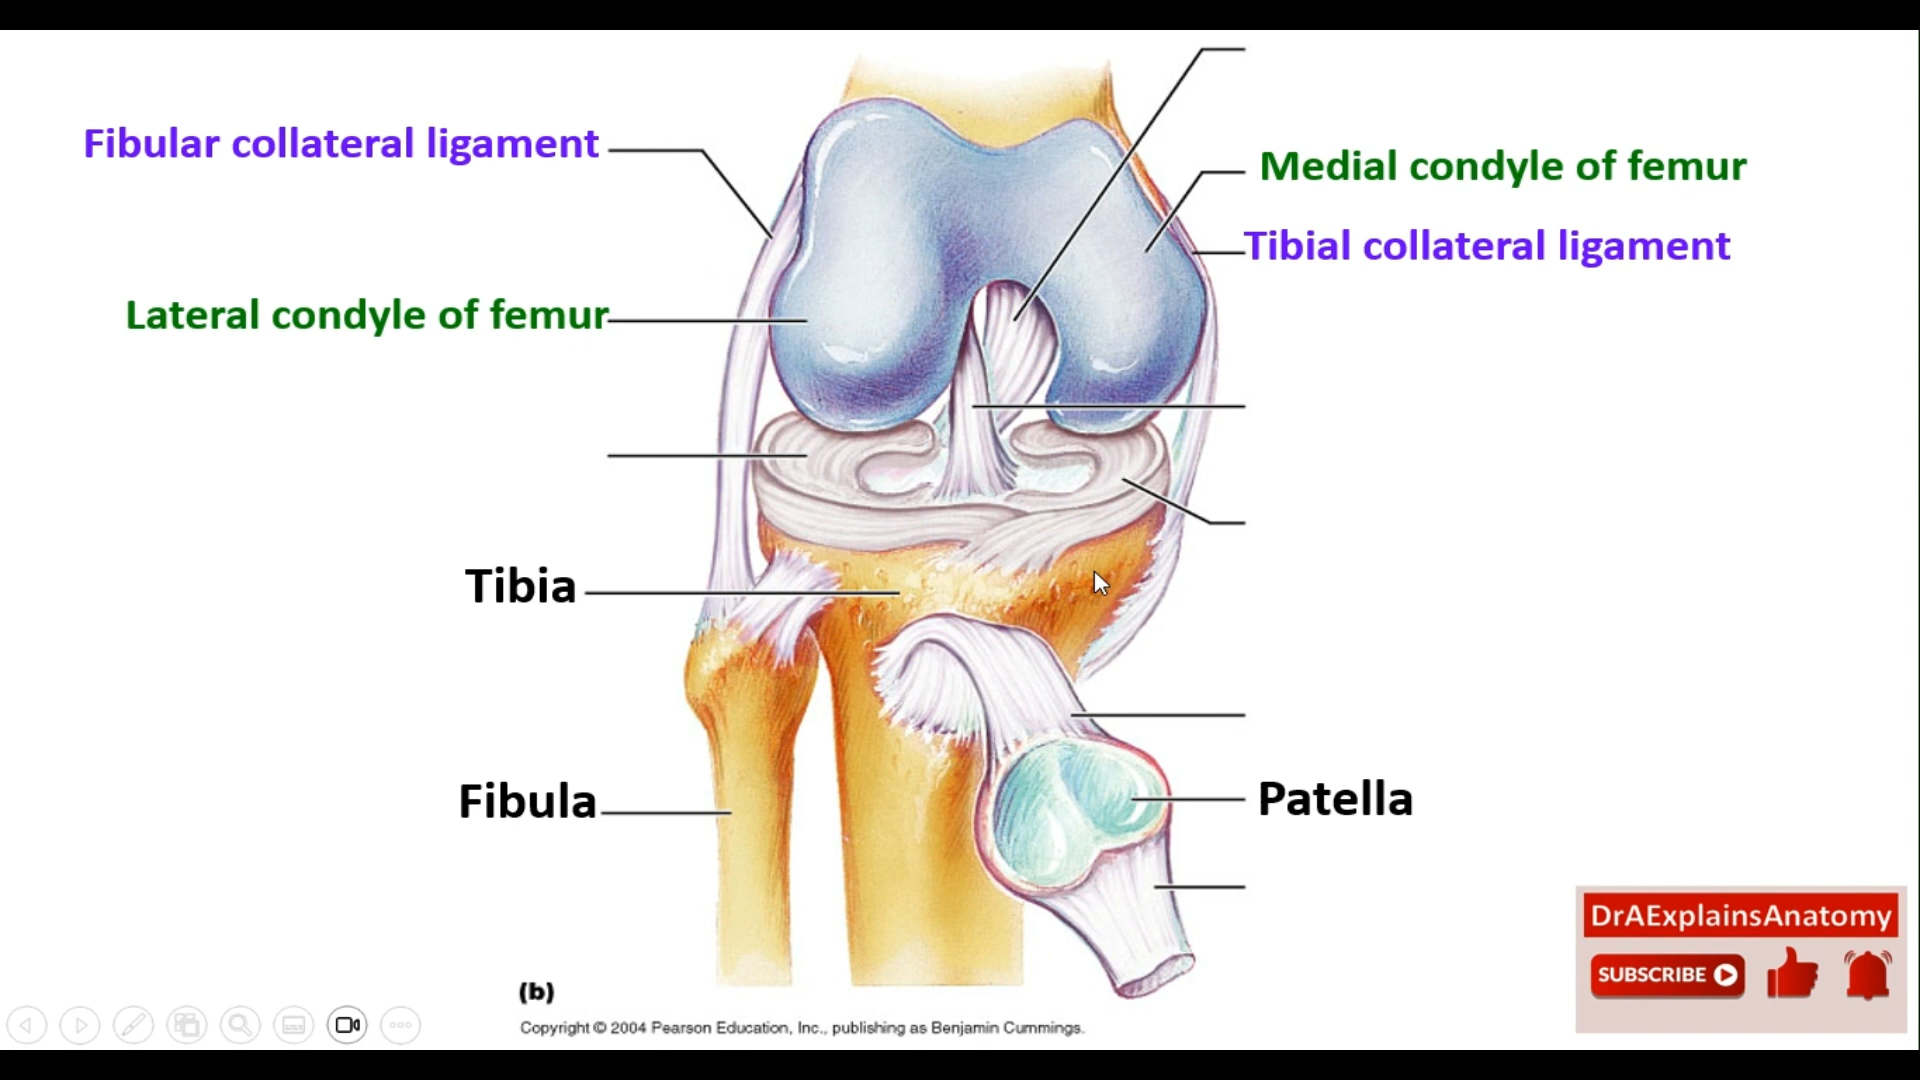 Fibular collateral ligament
Medial condyle of femur
Tibial collateral ligament
Lateral condyle of femur
Tibia
Fibula
Patella
DrAExplainsAnatomy
SUBSCRIBE
(b)
Copyright © 2004 Pearson Education, Inc., publishing as Benjamin Cummings.